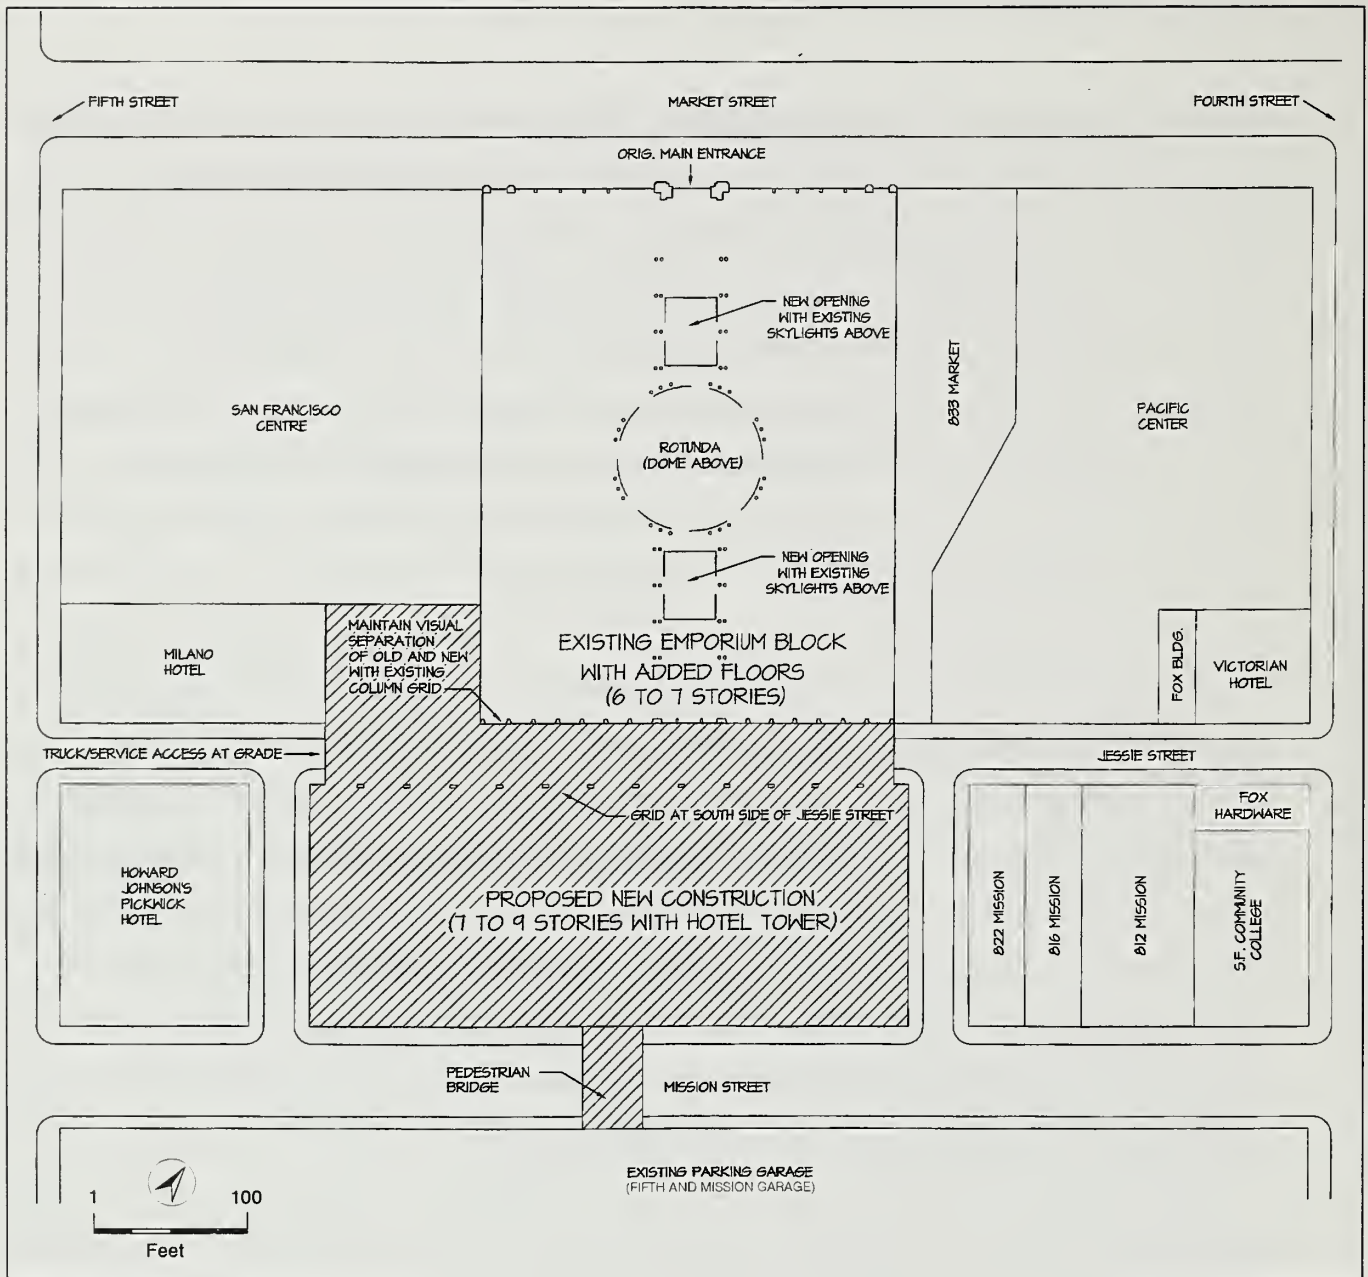 FIFTH STREET
MARKET STREET
FOURTH STREET
ORIG. MAIN ENTRANCE
NEW OPENING
WITH EXISTING
SKYLIGHTS ABOVE
833 MARKET
SAN FRANCISCO
CENTRE
PACIFIC
CENTER
ROTUNDA
(DOME ABOVE)
NEW OPENING
WITH EXISTING
SKYLIGHTS ABOVE
MAINTAIN VISUAL
SEPARATION
OF OLD AND NEW
WITH EXISTING
COLUMN GRID
EXISTING EMPORIUM BLOCK
WITH ADDED FLOORS
(6 TO 7 STORIES)
MILANO
HOTEL
FOX BLDG.
VICTORIAN
HOTEL
TRUCK/SERVICE ACCESS AT GRADE
JESSIE STREET
GRID AT SOUTH SIDE OF JESSIE STREET
FOX
HARDWARE
HOWARD
JOHNSON'S
PICKWICK
HOTEL
PROPOSED NEW CONSTRUCTION
(7 TO 9 STORIES WITH HOTEL TOWER)
822 MISSION
816 MISSION
812 MISSION
S.F. COMMUNITY
COLLEGE
PEDESTRIAN
BRIDGE
MISSION STREET
EXISTING PARKING GARAGE
(FIFTH AND MISSION GARAGE)
1 100
Feet